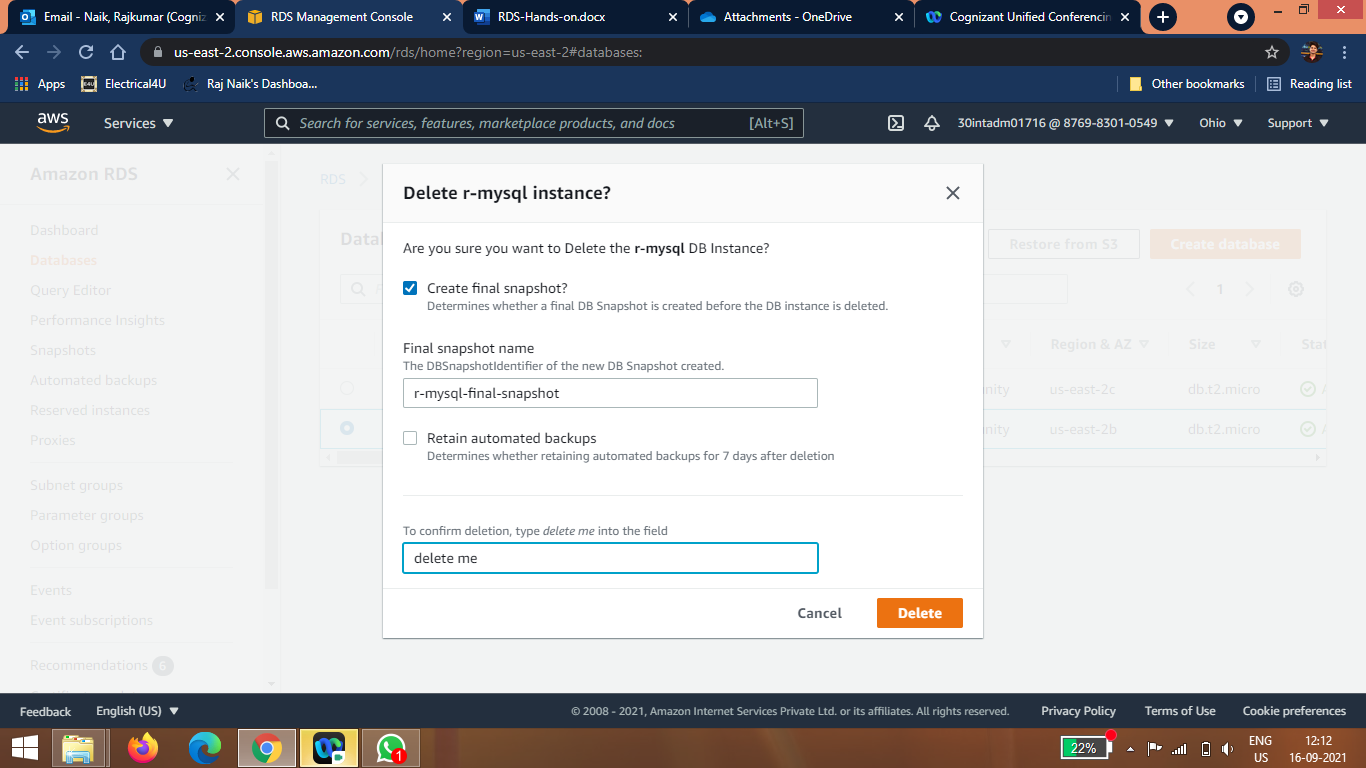 Email - Naik, Rajkumar (Cogniz
RDS Management Console
RDS-Hands-on.docx
Attachments - OneDrive
Cognizant Unified Conferencin
us-east-2.console.aws.amazon.com/rds/home?region=us-east-2#databases:
Apps
Electrical4U
Raj Naik's Dashboa...
Other bookmarks
Reading list
aws
Services
Search for services, features, marketplace products, and docs
[Alt+S]
30intadm01716 @ 8769-8301-0549
Ohio
Support
Amazon RDS
Dashboard
Databases
Query Editor
Performance Insights
Snapshots
Automated backups
Reserved instances
Proxies
Subnet groups
Parameter groups
Option groups
Events
Event subscriptions
Recommendations 6
RDS
Restore from S3
Create database
1
Region & AZ
Size
us-east-2c
db.t2.micro
us-east-2b
db.t2.micro
Delete r-mysql instance?
Are you sure you want to Delete the r-mysql DB Instance?
Create final snapshot?
Determines whether a final DB Snapshot is created before the DB instance is deleted.
Final snapshot name
The DBSnapshotIdentifier of the new DB Snapshot created.
r-mysql-final-snapshot
Retain automated backups
Determines whether retaining automated backups for 7 days after deletion
To confirm deletion, type delete me into the field
delete me
Cancel
Delete
Feedback
English (US)
© 2008 - 2021, Amazon Internet Services Private Ltd. or its affiliates. All rights reserved.
Privacy Policy
Terms of Use
Cookie preferences
1
22%
ENG
US
12:12
16-09-2021